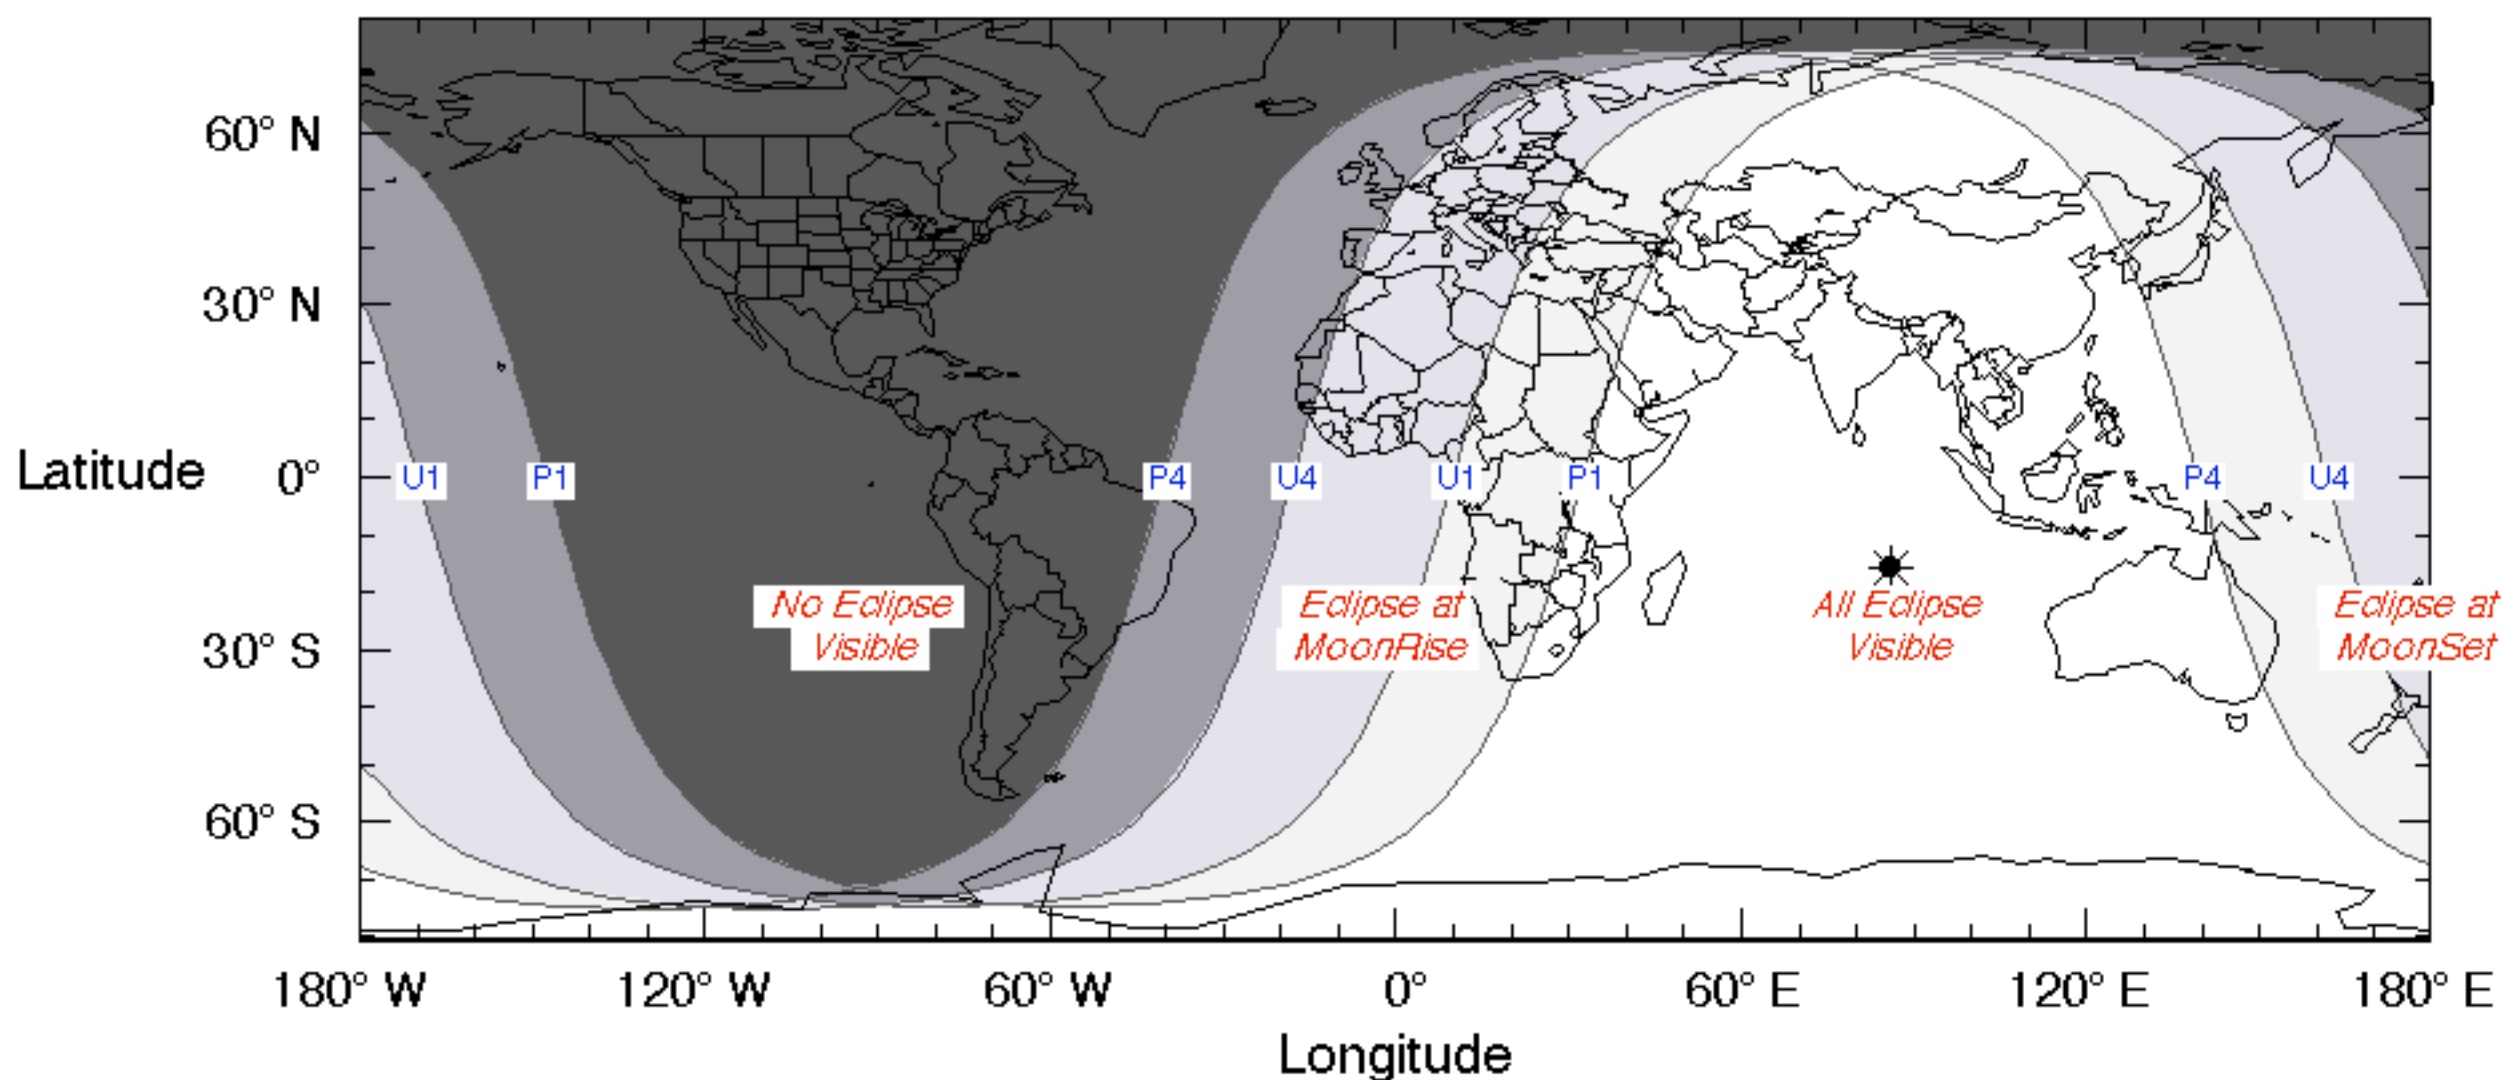 60° N
30° N
Latitude 0°
U1 P1 P4 U4 U1 P1 P4 U4
No Eclipse
Visible
Eclipse at
MoonRise
All Eclipse
Visible
Eclipse at
MoonSet
30° S
60° S
180° W 120° W 60° W 0° 60° E 120° E 180° E
Longitude